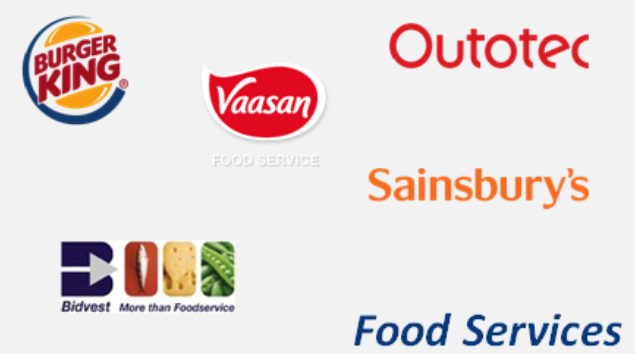 BURGER
KING®
Outotec
Vaasan
FOOD SERVICE
Sainsbury's
Bidvest More than Foodservice
Food Services